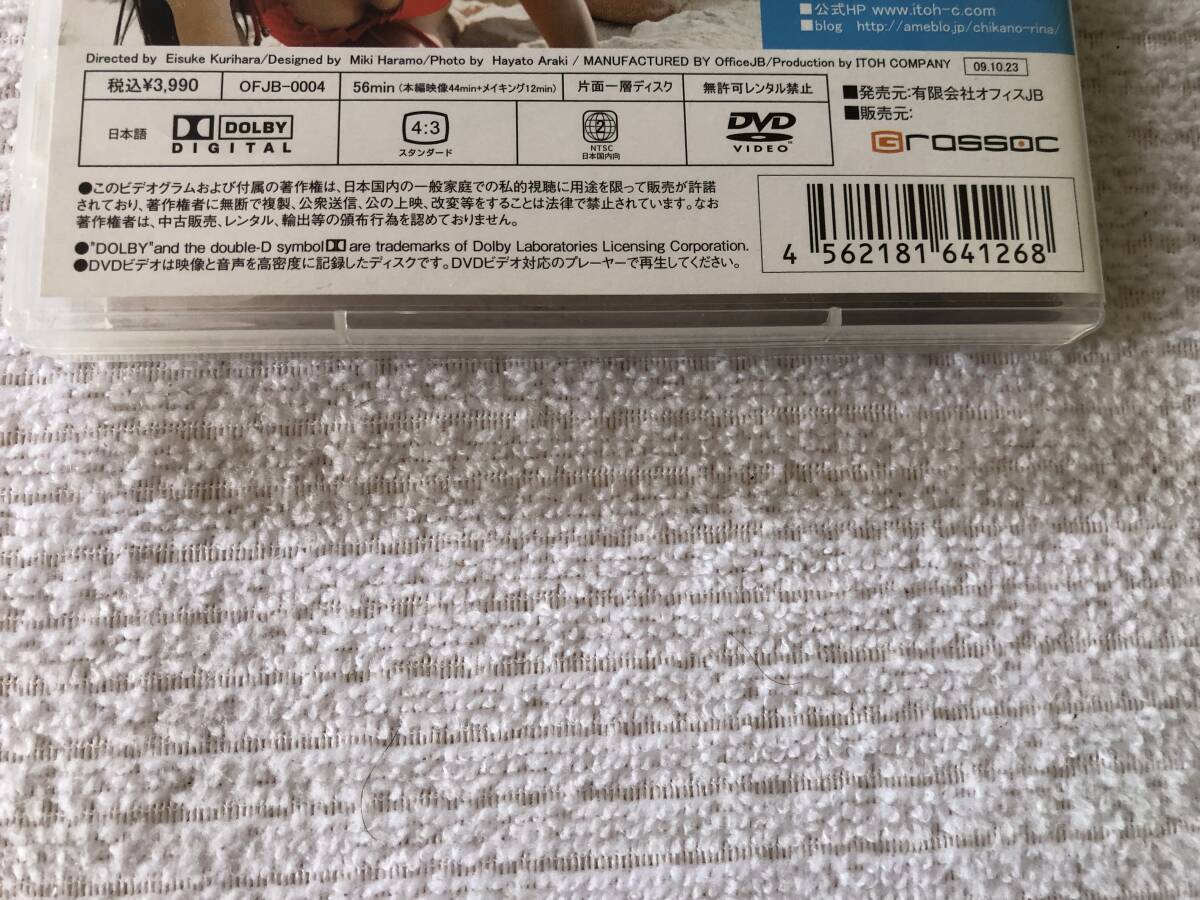 ■公式HP www.itoh-c.com
■blog http://ameblo.jp/chikano-rina/
Directed by Eisuke Kurihara/Designed by Miki Haramo/Photo by Hayato Araki / MANUFACTURED BY OfficeJB/Production by ITOH COMPANY
09.10.23
税込¥3,990
OFJB-0004
56min（本編映像44min+メイキング12min）
片面一層ディスク
無許可レンタル禁止
■発売元:有限会社オフィスJB
■販売元:
Grassoc
日本語
DOLBY
DIGITAL
4:3
スタンダード
2
NTSC
日本国内向
DVD
VIDEO
●このビデオグラムおよび付属の著作権は、日本国内の一般家庭での私的視聴に用途を限って販売が許諾
されており、著作権者に無断で複製、公衆送信、公の上映、改変等をすることは法律で禁止されています。なお
著作権者は、中古販売、レンタル、輸出等の頒布行為を認めておりません。
●"DOLBY"and the double-D symbol are trademarks of Dolby Laboratories Licensing Corporation.
●DVDビデオは映像と音声を高密度に記録したディスクです。DVDビデオ対応のプレーヤーで再生してください。
4 562181 641268